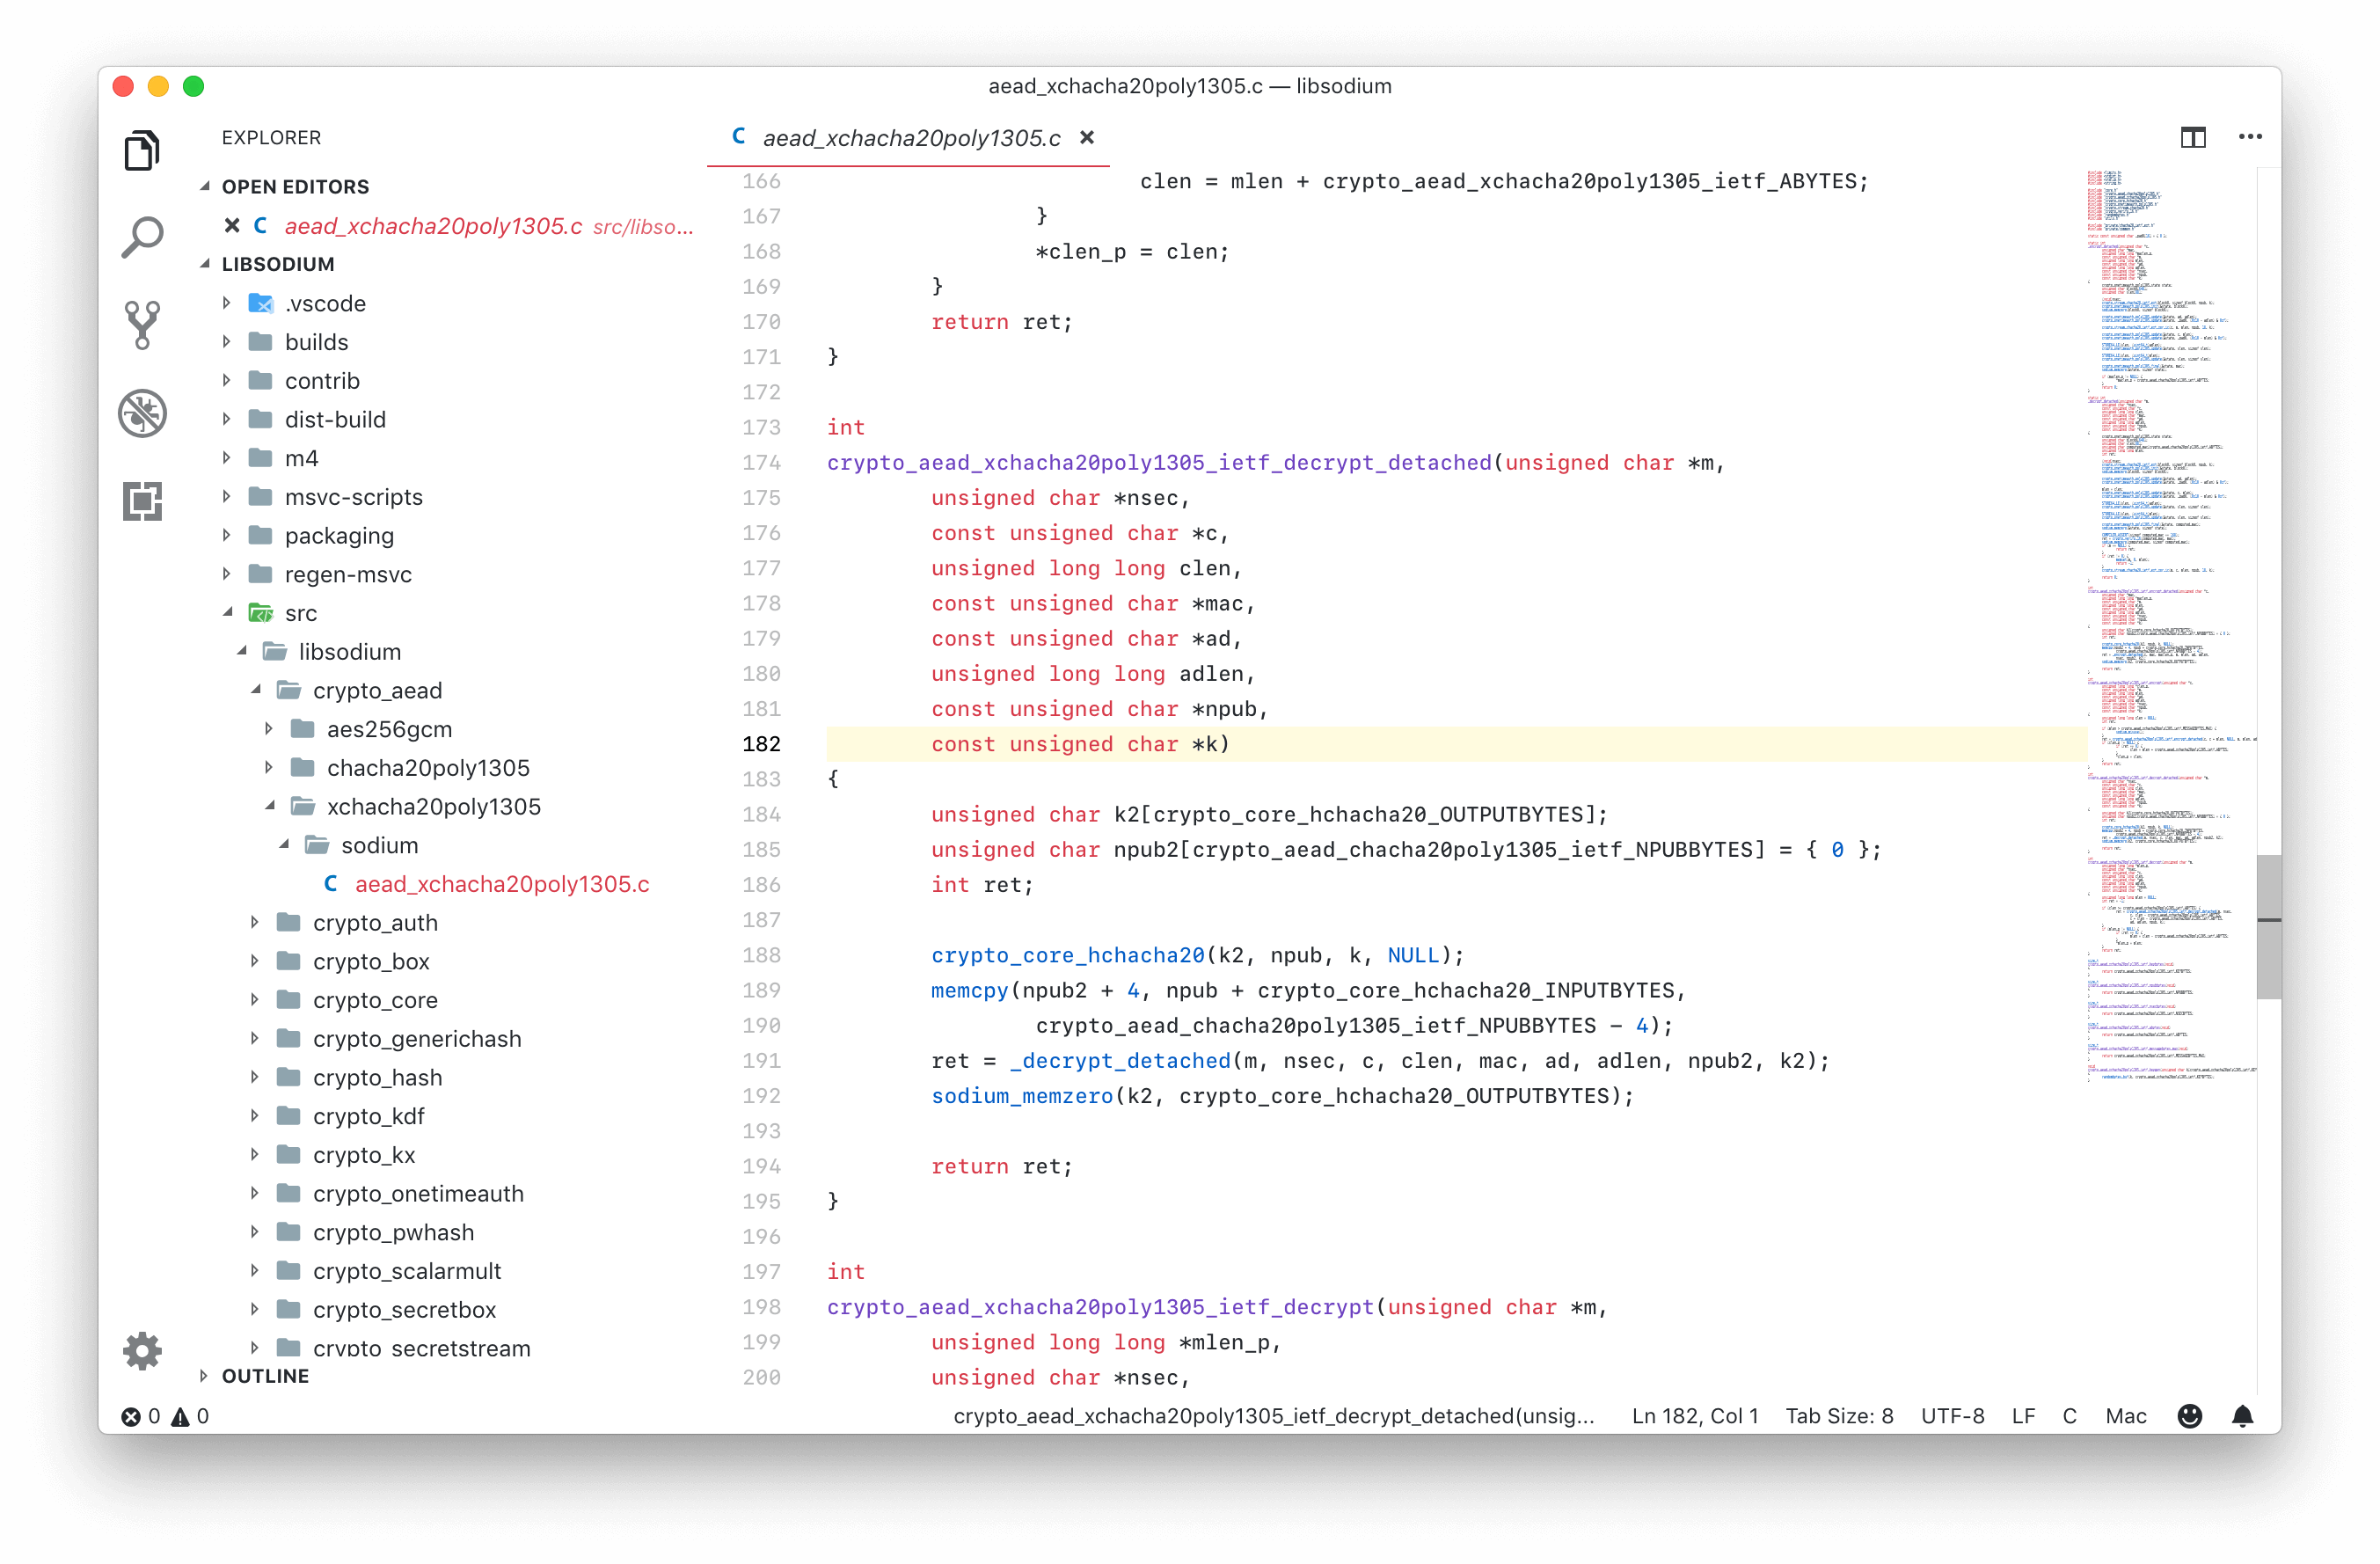 aead_xchacha20poly1305.c — libsodium
EXPLORER
OPEN EDITORS
aead_xchacha20poly1305.c src/libso...
LIBSODIUM
.vscode
builds
contrib
dist-build
m4
msvc-scripts
packaging
regen-msvc
src
libsodium
crypto_aead
aes256gcm
chacha20poly1305
xchacha20poly1305
sodium
C aead_xchacha20poly1305.c
crypto_auth
crypto_box
crypto_core
crypto_generichash
crypto_hash
crypto_kdf
crypto_kx
crypto_onetimeauth
crypto_pwhash
crypto_scalarmult
crypto_secretbox
crypto_secretstream
OUTLINE
C aead_xchacha20poly1305.c
166 clen = mlen + crypto_aead_xchacha20poly1305_ietf_ABYTES;
167 }
168 *clen_p = clen;
169 }
170 return ret;
171 }
172
173 int
174 crypto_aead_xchacha20poly1305_ietf_decrypt_detached(unsigned char *m,
175 unsigned char *nsec,
176 const unsigned char *c,
177 unsigned long long clen,
178 const unsigned char *mac,
179 const unsigned char *ad,
180 unsigned long long adlen,
181 const unsigned char *npub,
182 const unsigned char *k)
183 {
184 unsigned char k2[crypto_core_hchacha20_OUTPUTBYTES];
185 unsigned char npub2[crypto_aead_chacha20poly1305_ietf_NPUBBYTES] = { 0 };
186 int ret;
187
188 crypto_core_hchacha20(k2, npub, k, NULL);
189 memcpy(npub2 + 4, npub + crypto_core_hchacha20_INPUTBYTES,
190 crypto_aead_chacha20poly1305_ietf_NPUBBYTES - 4);
191 ret = _decrypt_detached(m, nsec, c, clen, mac, ad, adlen, npub2, k2);
192 sodium_memzero(k2, crypto_core_hchacha20_OUTPUTBYTES);
193
194 return ret;
195 }
196
197 int
198 crypto_aead_xchacha20poly1305_ietf_decrypt(unsigned char *m,
199 unsigned long long *mlen_p,
200 unsigned char *nsec,
0 0 crypto_aead_xchacha20poly1305_ietf_decrypt_detached(unsig... Ln 182, Col 1 Tab Size: 8 UTF-8 LF C Mac